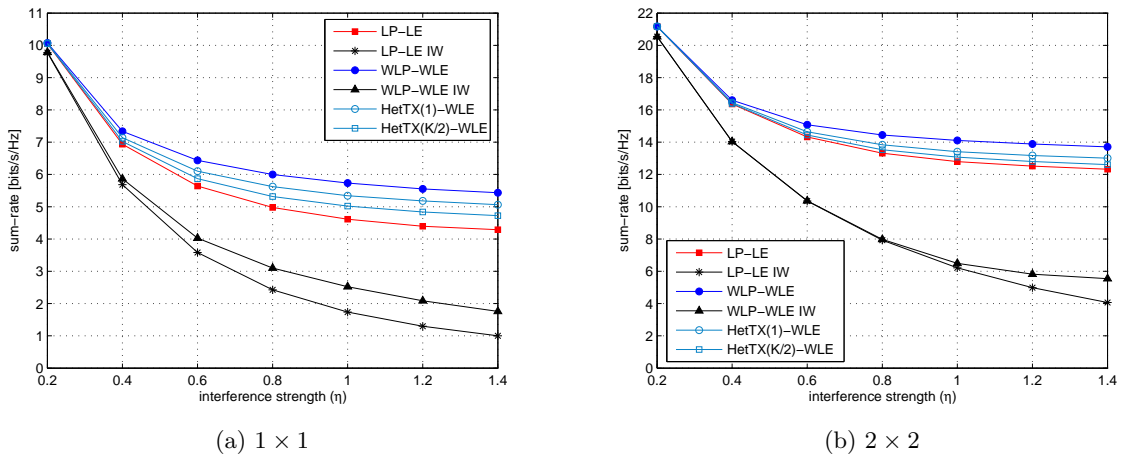 11
10
9
8
7
6
5
4
3
2
1
0
sum−rate [bits/s/Hz]
0.2 0.4 0.6 0.8 1 1.2 1.4
interference strength (η)
LP−LE
LP−LE IW
WLP−WLE
WLP−WLE IW
HetTX(1)−WLE
HetTX(K/2)−WLE
(a) 1 × 1
22
20
18
16
14
12
10
8
6
4
2
0
sum−rate [bits/s/Hz]
LP−LE
LP−LE IW
WLP−WLE
WLP−WLE IW
HetTX(1)−WLE
HetTX(K/2)−WLE
0.2 0.4 0.6 0.8 1 1.2 1.4
interference strength (η)
(b) 2 × 2